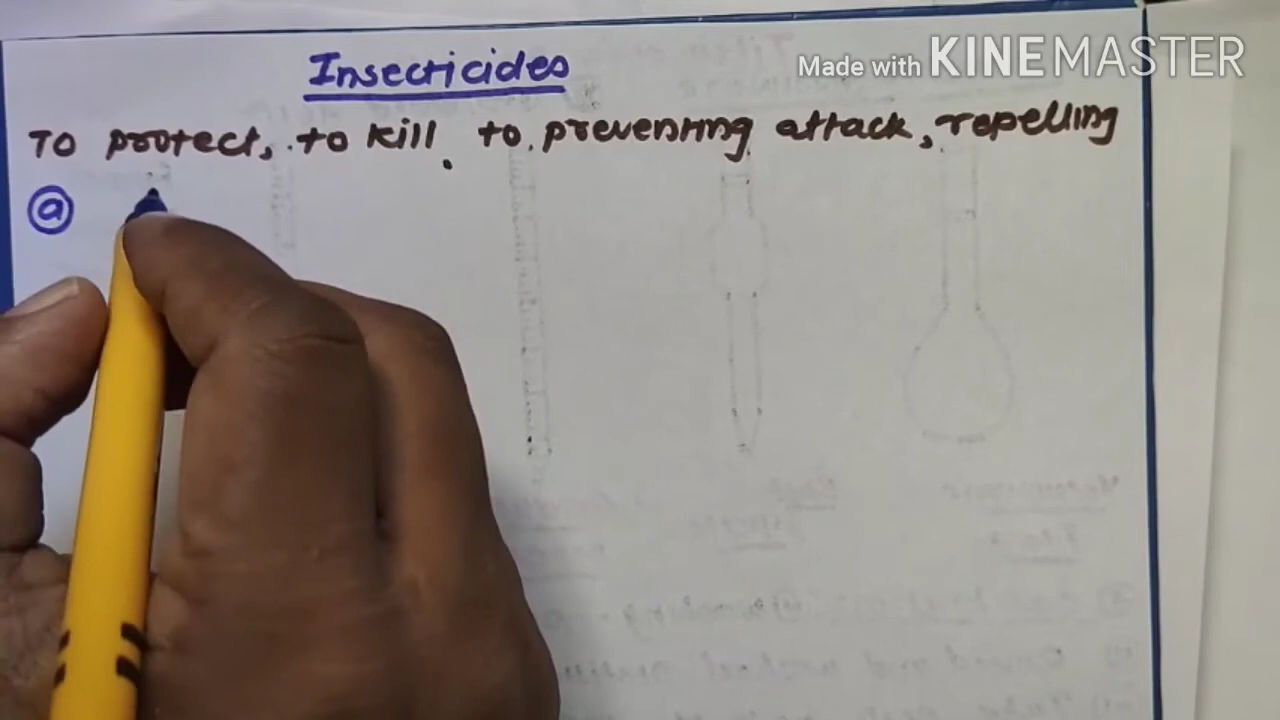 Insecticides
Made with KINEMASTER
To protect, to kill, to preventing attack, repelling
a